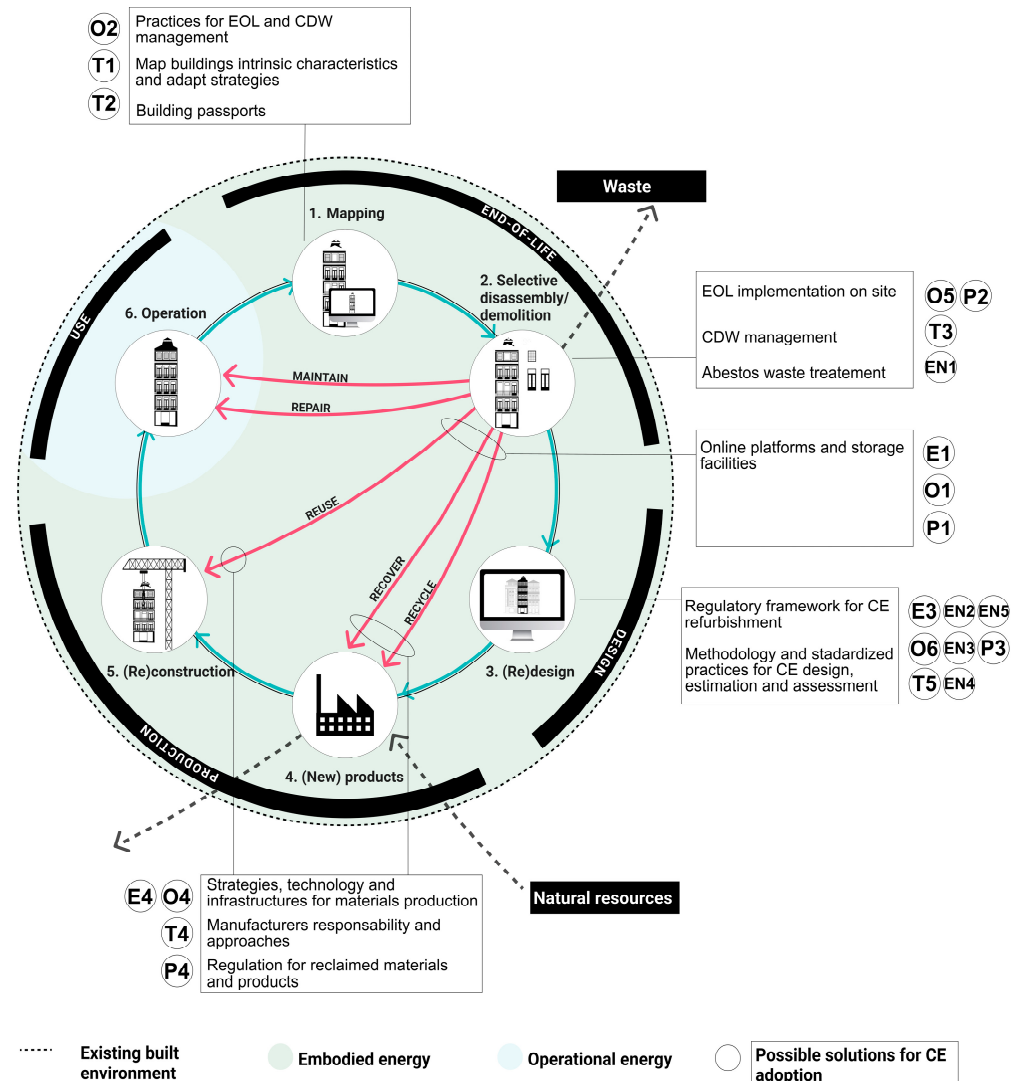 O2
Practices for EOL and CDW
management
T1
Map buildings intrinsic characteristics
and adapt strategies
T2
Building passports
Waste
END-OF-LIFE
1. Mapping
2. Selective
disassembly/
demolition
USE
6. Operation
MAINTAIN
REPAIR
REUSE
RECOVER
RECYCLE
EOL implementation on site
O5 P2
CDW management
T3
Abestos waste treatement
EN1
Online platforms and storage
facilities
E1
O1
P1
Regulatory framework for CE
refurbishment
E3 EN2 EN5
Methodology and stadardized
practices for CE design,
estimation and assessment
O6 EN3 P3
T5 EN4
DESIGN
3. (Re)design
5. (Re)construction
PRODUCTION
4. (New) products
Natural resources
E4 O4
Strategies, technology and
infrastructures for materials production
T4
Manufacturers responsability and
approaches
P4
Regulation for reclaimed materials
and products
Existing built
environment
Embodied energy
Operational energy
Possible solutions for CE
adoption